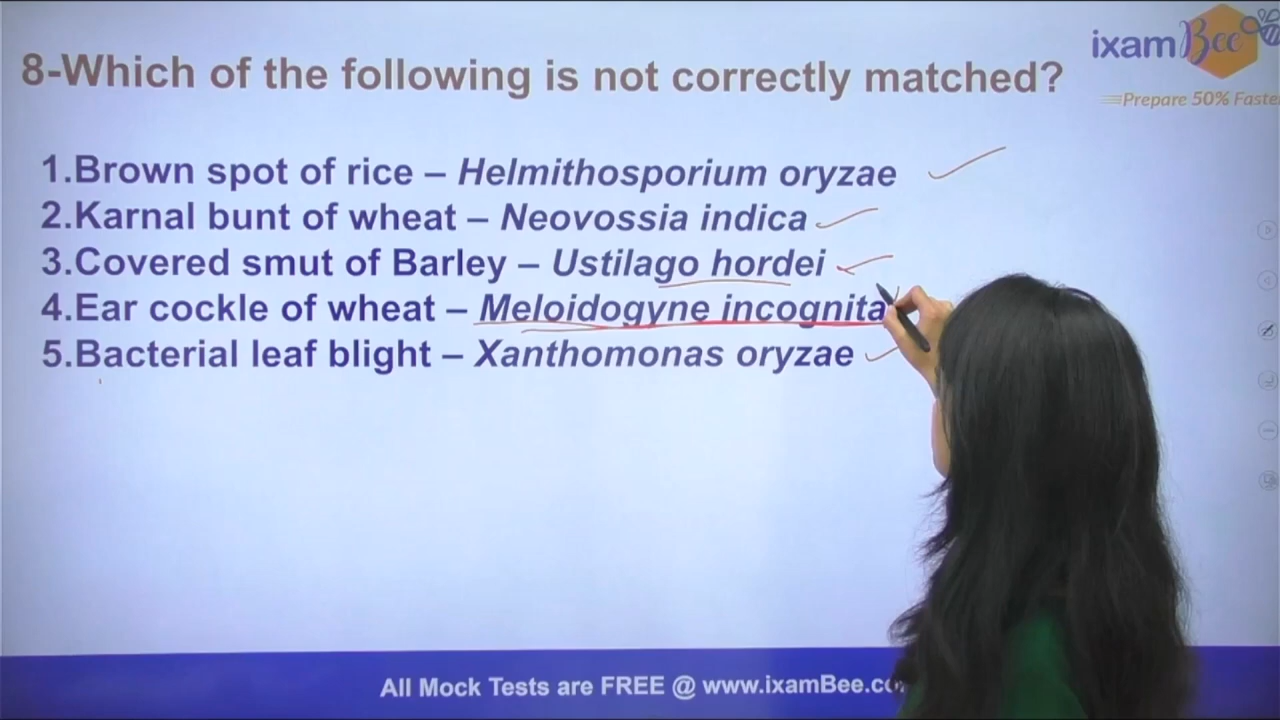 ixamBee
Prepare 50% Faste
8-Which of the following is not correctly matched?
1.Brown spot of rice – Helmithosporium oryzae
2.Karnal bunt of wheat – Neovossia indica
3.Covered smut of Barley – Ustilago hordei
4.Ear cockle of wheat – Meloidogyne incognita
5.Bacterial leaf blight – Xanthomonas oryzae
All Mock Tests are FREE @ www.ixamBee.co